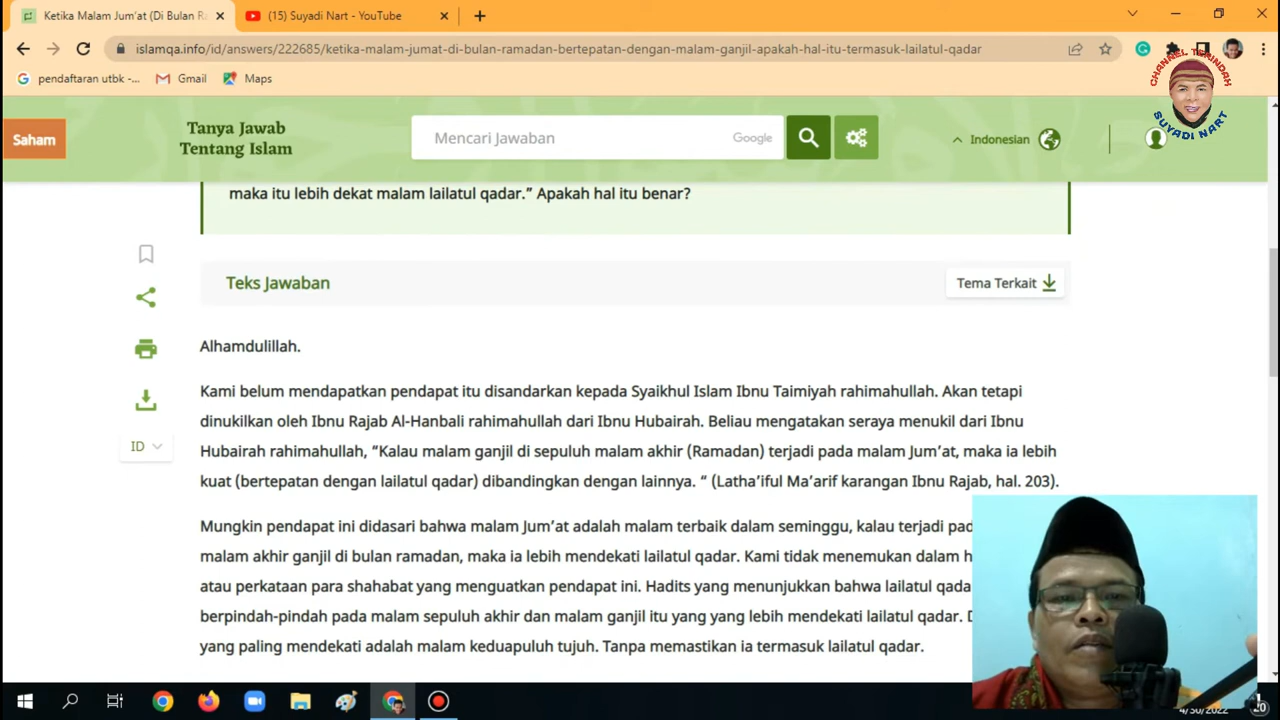 Ketika Malam Jum'at (Di Bulan Ra
(15) Suyadi Nart - YouTube
islamqa.info/id/answers/222685/ketika-malam-jumat-di-bulan-ramadan-bertepatan-dengan-malam-ganjil-apakah-hal-itu-termasuk-lailatul-qadar
pendaftaran utbk -...
Gmail
Maps
CHANNEL TERINDAH
SUYADI NART
Saham
Tanya Jawab
Tentang Islam
Mencari Jawaban
Google
Indonesian
maka itu lebih dekat malam lailatul qadar.” Apakah hal itu benar?
Teks Jawaban
Tema Terkait
Alhamdulillah.
Kami belum mendapatkan pendapat itu disandarkan kepada Syaikhul Islam Ibnu Taimiyah rahimahullah. Akan tetapi
dinukilkan oleh Ibnu Rajab Al-Hanbali rahimahullah dari Ibnu Hubairah. Beliau mengatakan seraya menukil dari Ibnu
Hubairah rahimahullah, “Kalau malam ganjil di sepuluh malam akhir (Ramadan) terjadi pada malam Jum’at, maka ia lebih
kuat (bertepatan dengan lailatul qadar) dibandingkan dengan lainnya. “ (Latha’iful Ma’arif karangan Ibnu Rajab, hal. 203).
ID
Mungkin pendapat ini didasari bahwa malam Jum’at adalah malam terbaik dalam seminggu, kalau terjadi pad
malam akhir ganjil di bulan ramadan, maka ia lebih mendekati lailatul qadar. Kami tidak menemukan dalam h
atau perkataan para shahabat yang menguatkan pendapat ini. Hadits yang menunjukkan bahwa lailatul qada
berpindah-pindah pada malam sepuluh akhir dan malam ganjil itu yang yang lebih mendekati lailatul qadar. D
yang paling mendekati adalah malam keduapuluh tujuh. Tanpa memastikan ia termasuk lailatul qadar.
4/30/2022
20